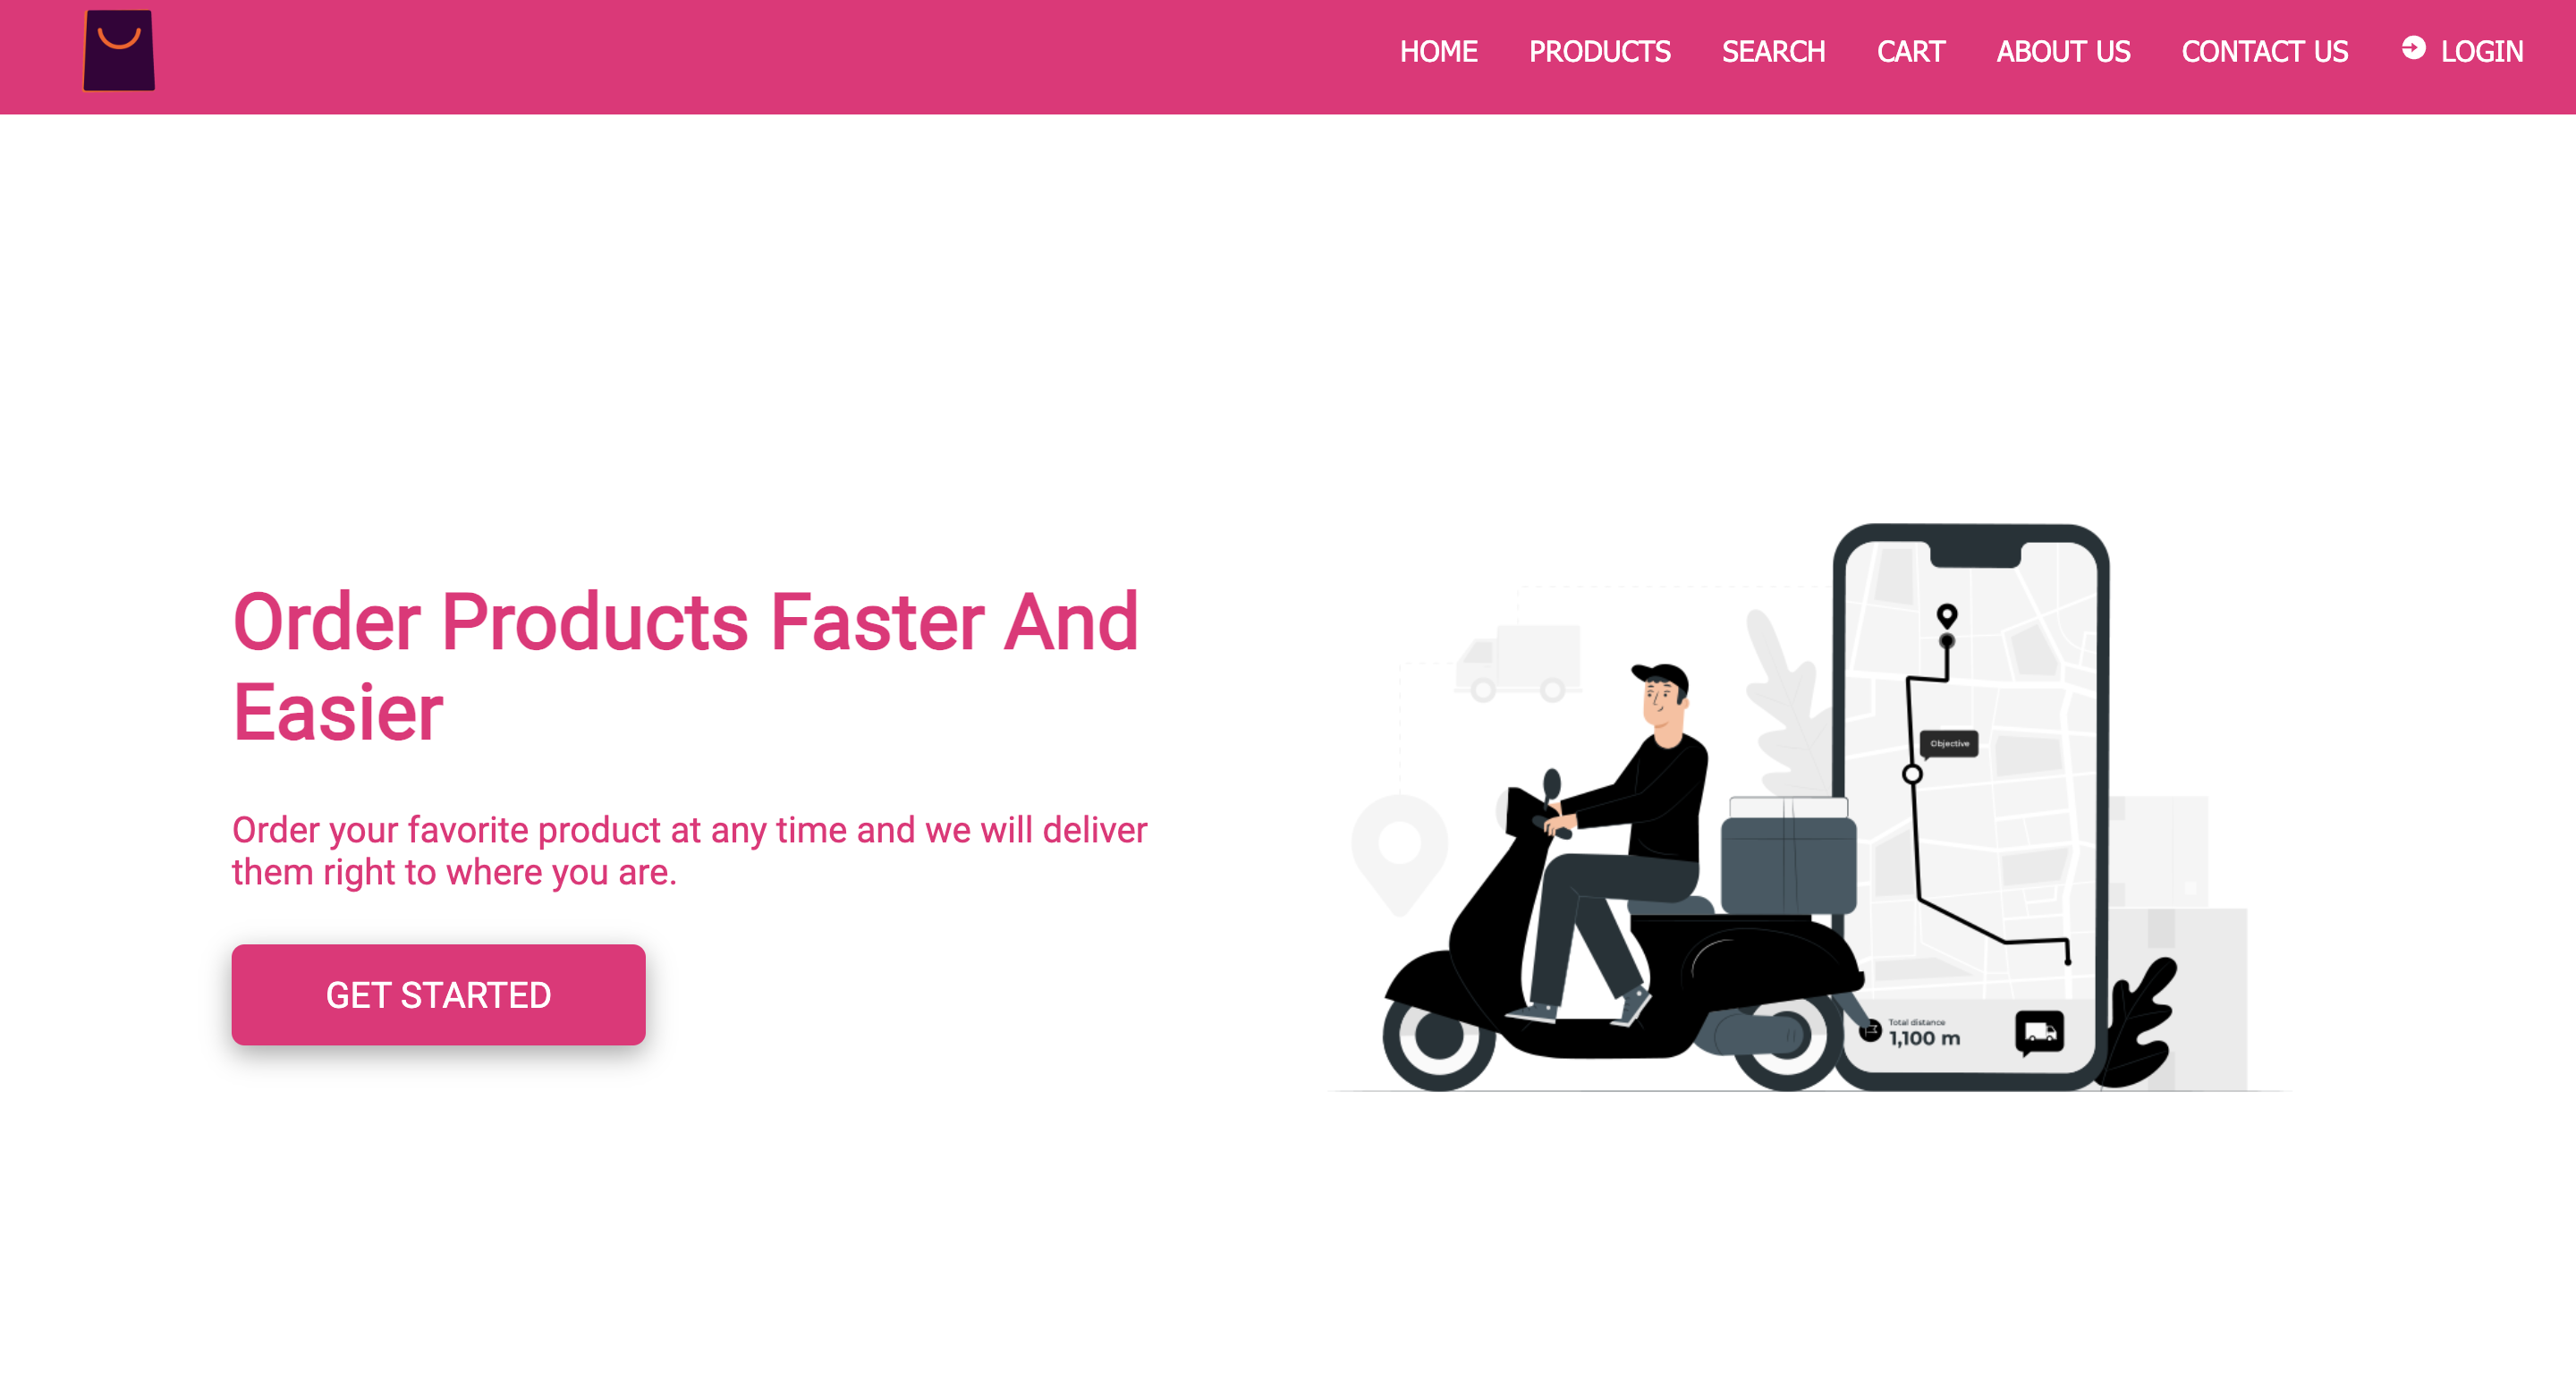 HOME PRODUCTS SEARCH CART ABOUT US CONTACT US LOGIN
Order Products Faster And
Easier
Order your favorite product at any time and we will deliver
them right to where you are.
GET STARTED
Objective
Total distance
1,100 m